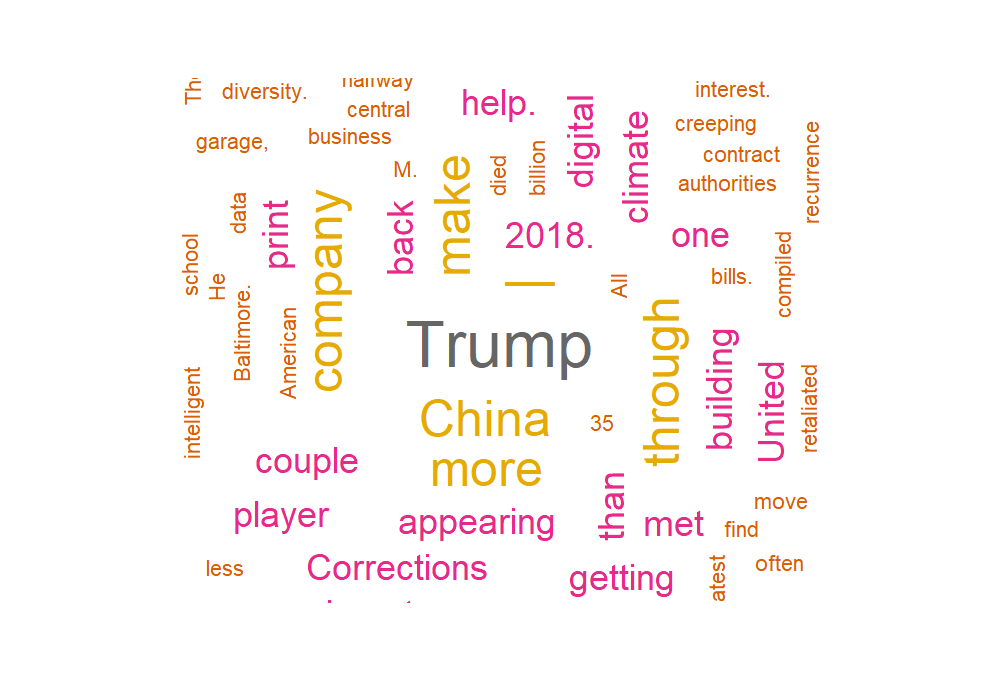 Th
diversity.
halfway
central
help.
digital
climate
interest.
creeping
contract
authorities
recurrence
garage,
business
M.
make
died
billion
school
He
data
print
company
back
2018.
one
bills.
compiled
All
Baltimore.
American
—
Trump
through
building
United
retaliated
intelligent
China
35
more
couple
player
appearing
than
met
move
find
less
Corrections
getting
atest
often